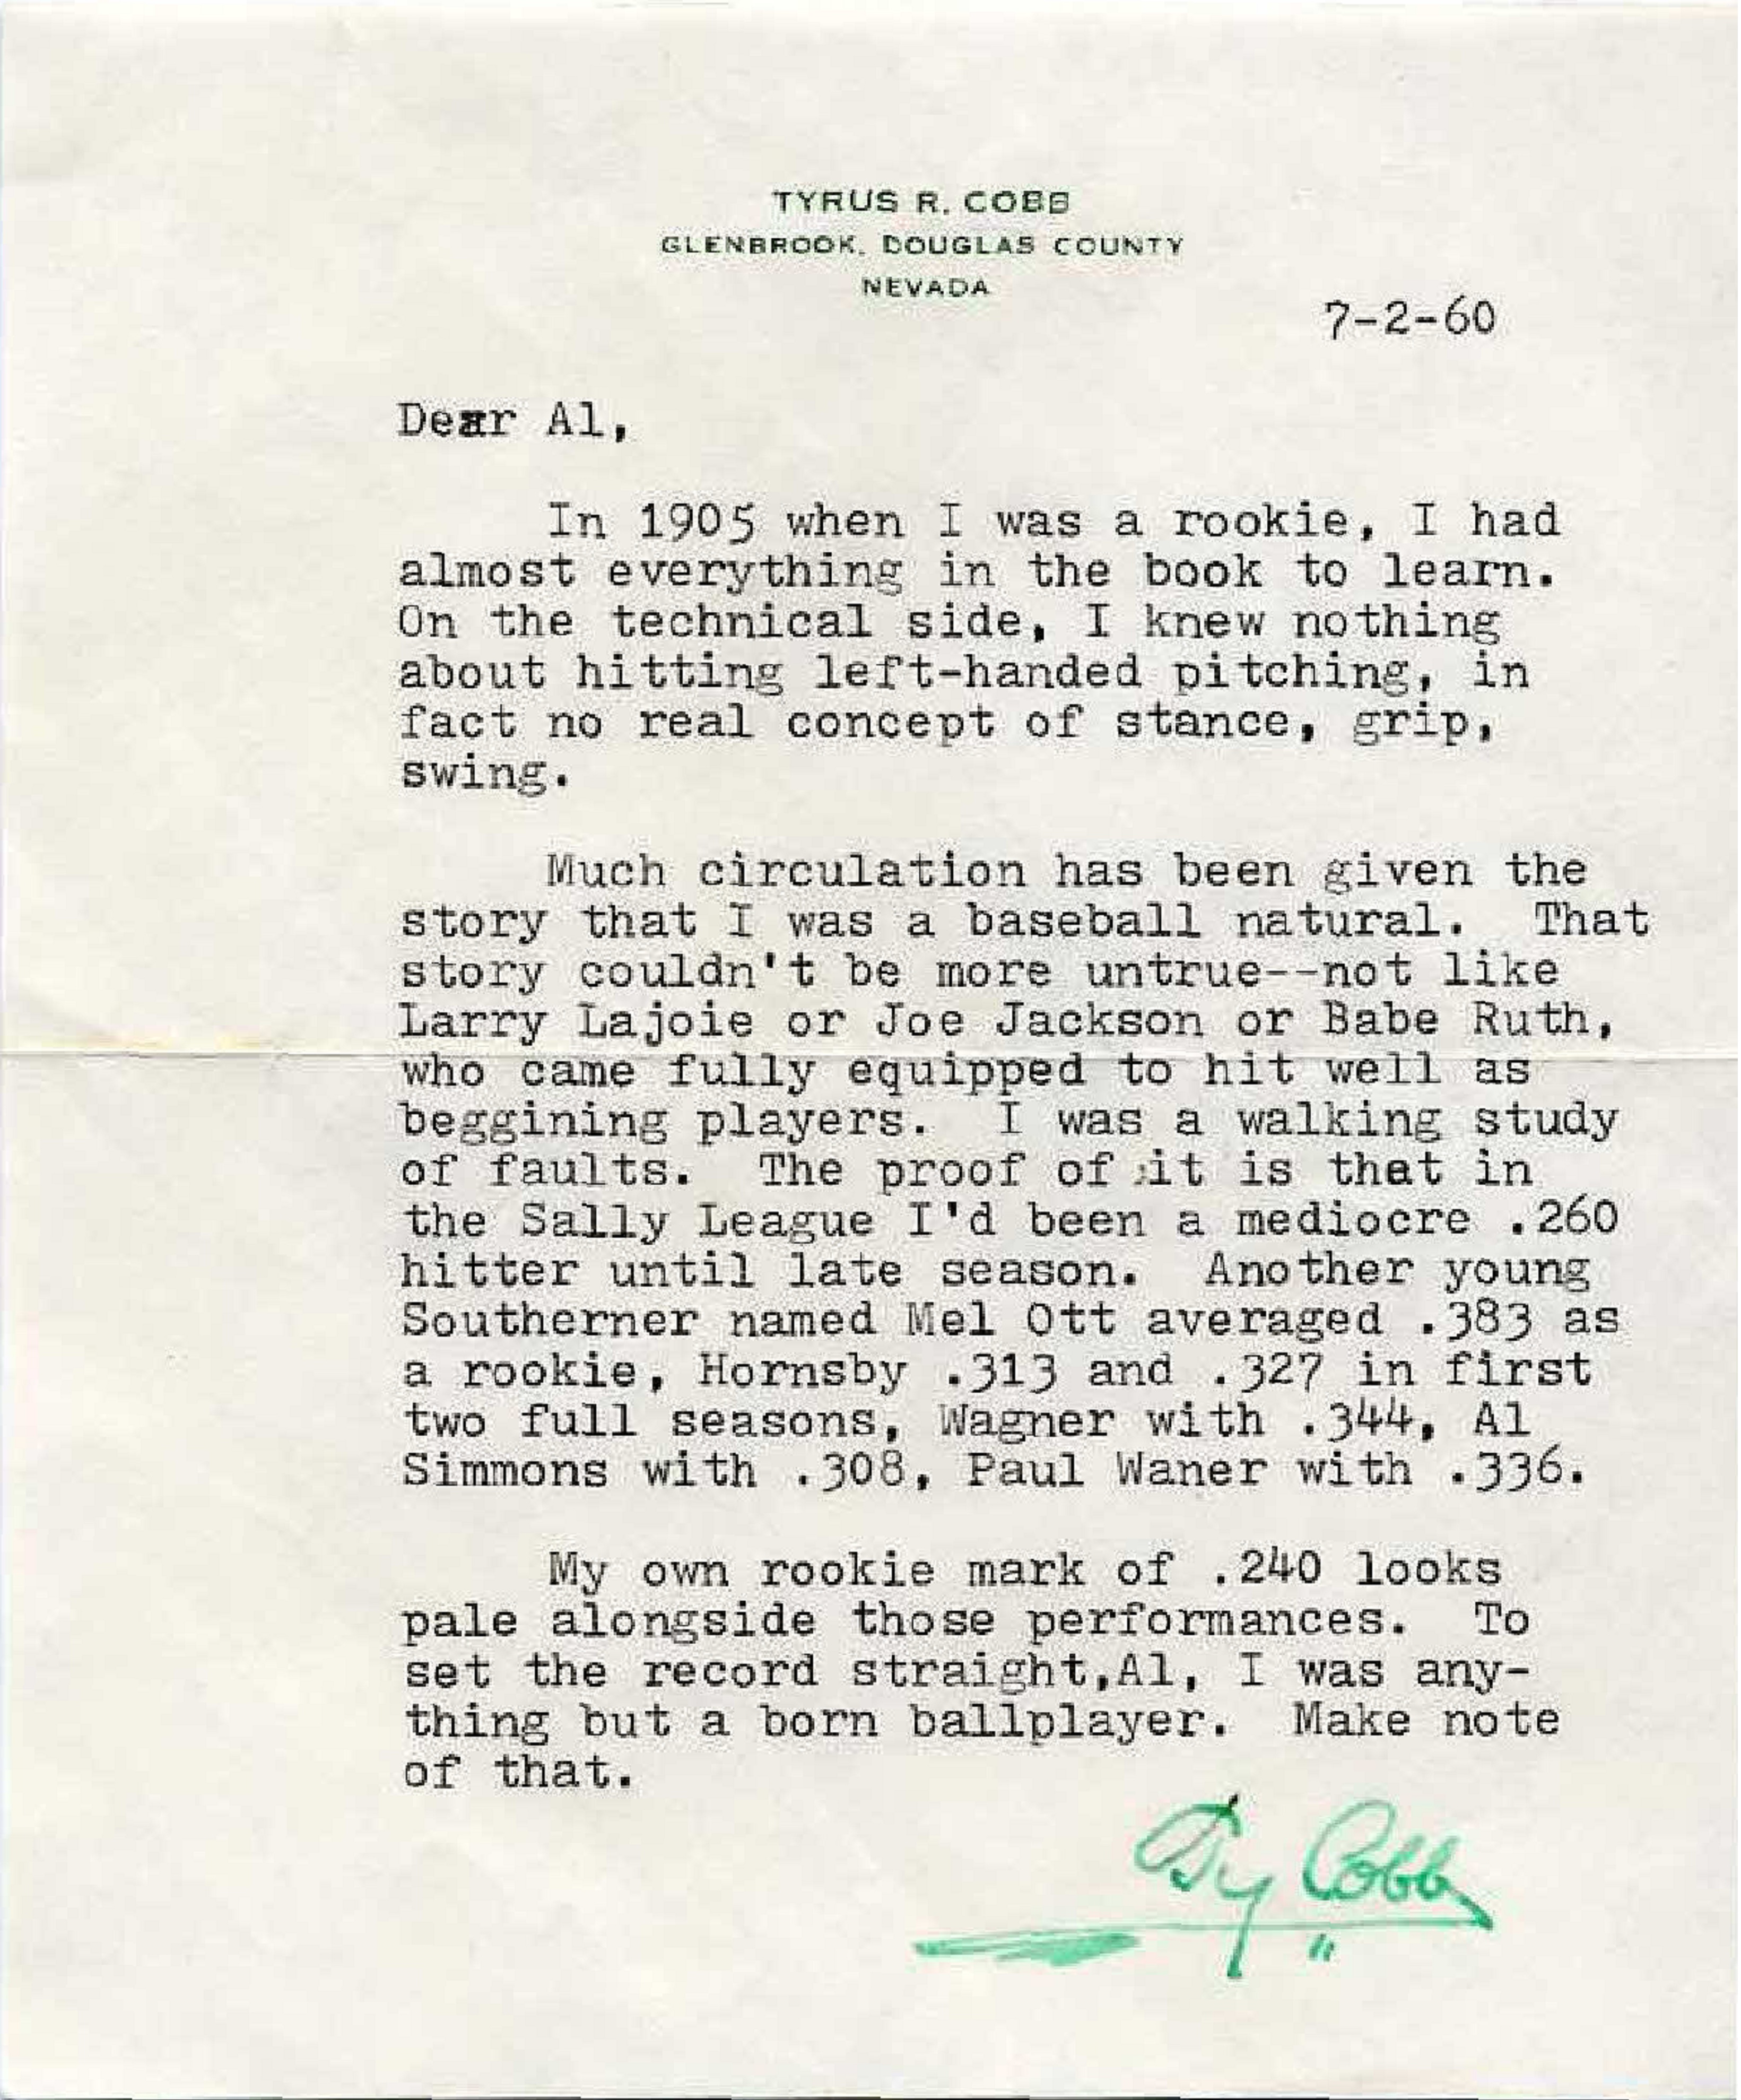 TYRUS R. COBB
GLENBROOK, DOUGLAS COUNTY
NEVADA
7-2-60
Dear Al,
In 1905 when I was a rookie, I had
almost everything in the book to learn.
On the technical side, I knew nothing
about hitting left-handed pitching, in
fact no real concept of stance, grip,
swing.
Much circulation has been given the
story that I was a baseball natural. That
story couldn't be more untrue--not like
Larry Lajoie or Joe Jackson or Babe Ruth,
who came fully equipped to hit well as
beggining players. I was a walking study
of faults. The proof of it is that in
the Sally League I'd been a mediocre .260
hitter until late season. Another young
Southerner named Mel Ott averaged .383 as
a rookie, Hornsby .313 and .327 in first
two full seasons, Wagner with .344, Al
Simmons with .308, Paul Waner with .336.
My own rookie mark of .240 looks
pale alongside those performances. To
set the record straight,Al, I was any-
thing but a born ballplayer. Make note
of that.
Ty Cobb